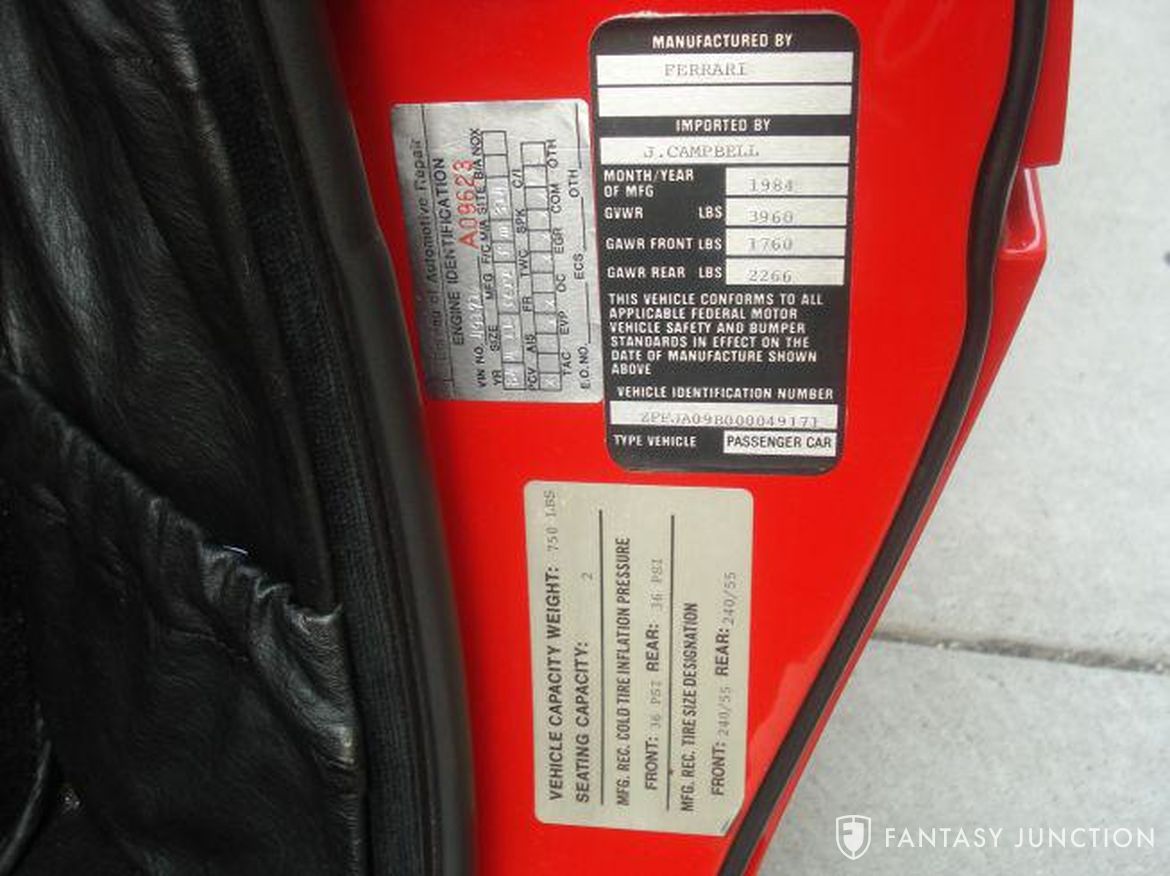 MANUFACTURED BY
FERRARI
IMPORTED BY
J.CAMPBELL
MONTH/YEAR
OF MFG 1984
GVWR LBS 3960
GAWR FRONT LBS 1760
GAWR REAR LBS 2266
THIS VEHICLE CONFORMS TO ALL
APPLICABLE FEDERAL MOTOR
VEHICLE SAFETY AND BUMPER
STANDARDS IN EFFECT ON THE
DATE OF MANUFACTURE SHOWN
ABOVE
VEHICLE IDENTIFICATION NUMBER
TYPE VEHICLE PASSENGER CAR
of Automotive Repair
ENGINE IDENTIFICATION
A09623
VIN NO.
YR SIZE MFG F/C M/A SITE B/A NOX
PCV AIS FR TWC SPK C/I
TAC EVP OC EGR COM OTH
E.O.NO. ECS OTH
VEHICLE CAPACITY WEIGHT: 750 LBS
SEATING CAPACITY: 2
MFG. REC. COLD TIRE INFLATION PRESSURE
FRONT: 36 PSI REAR: 36 PSI
MFG. REC. TIRE SIZE DESIGNATION
FRONT: 240/55 REAR: 240/55
FANTASY JUNCTION